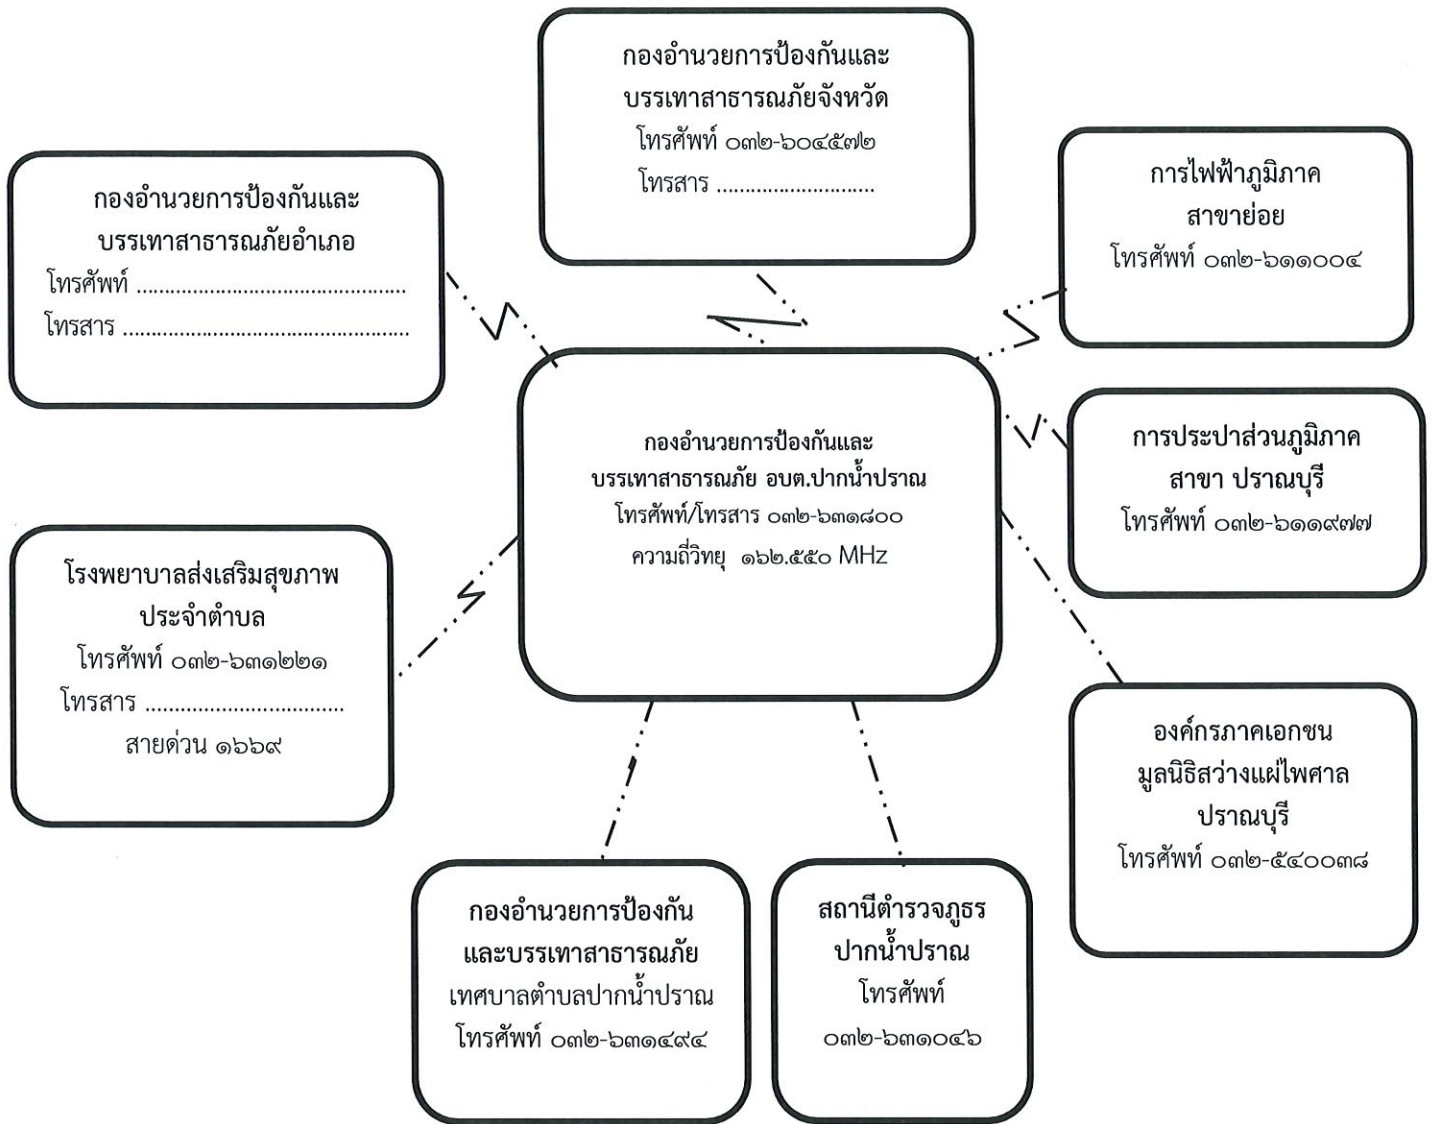 กองอำนวยการป้องกันและ
บรรเทาสาธารณภัยจังหวัด
โทรศัพท์ ๐๓๒-๖๐๔๕๗๒
โทรสาร ............................
กองอำนวยการป้องกันและ
บรรเทาสาธารณภัยอำเภอ
โทรศัพท์ ................................................
โทรสาร ...................................................
การไฟฟ้าภูมิภาค
สาขาย่อย
โทรศัพท์ ๐๓๒-๖๑๑๐๐๔
กองอำนวยการป้องกันและ
บรรเทาสาธารณภัย อบต.ปากน้ำปราณ
โทรศัพท์/โทรสาร ๐๓๒-๖๓๑๘๐๐
ความถี่วิทยุ ๑๖๒.๕๕๐ MHz
การประปาส่วนภูมิภาค
สาขา ปราณบุรี
โทรศัพท์ ๐๓๒-๖๑๑๙๗๗
โรงพยาบาลส่งเสริมสุขภาพ
ประจำตำบล
โทรศัพท์ ๐๓๒-๖๓๑๒๒๑
โทรสาร ...................................
สายด่วน ๑๖๖๙
องค์กรภาคเอกชน
มูลนิธิสว่างแผ่ไพศาล
ปราณบุรี
โทรศัพท์ ๐๓๒-๕๔๐๐๓๘
กองอำนวยการป้องกัน
และบรรเทาสาธารณภัย
เทศบาลตำบลปากน้ำปราณ
โทรศัพท์ ๐๓๒-๖๓๑๔๙๔
สถานีตำรวจภูธร
ปากน้ำปราณ
โทรศัพท์
๐๓๒-๖๓๑๐๔๖